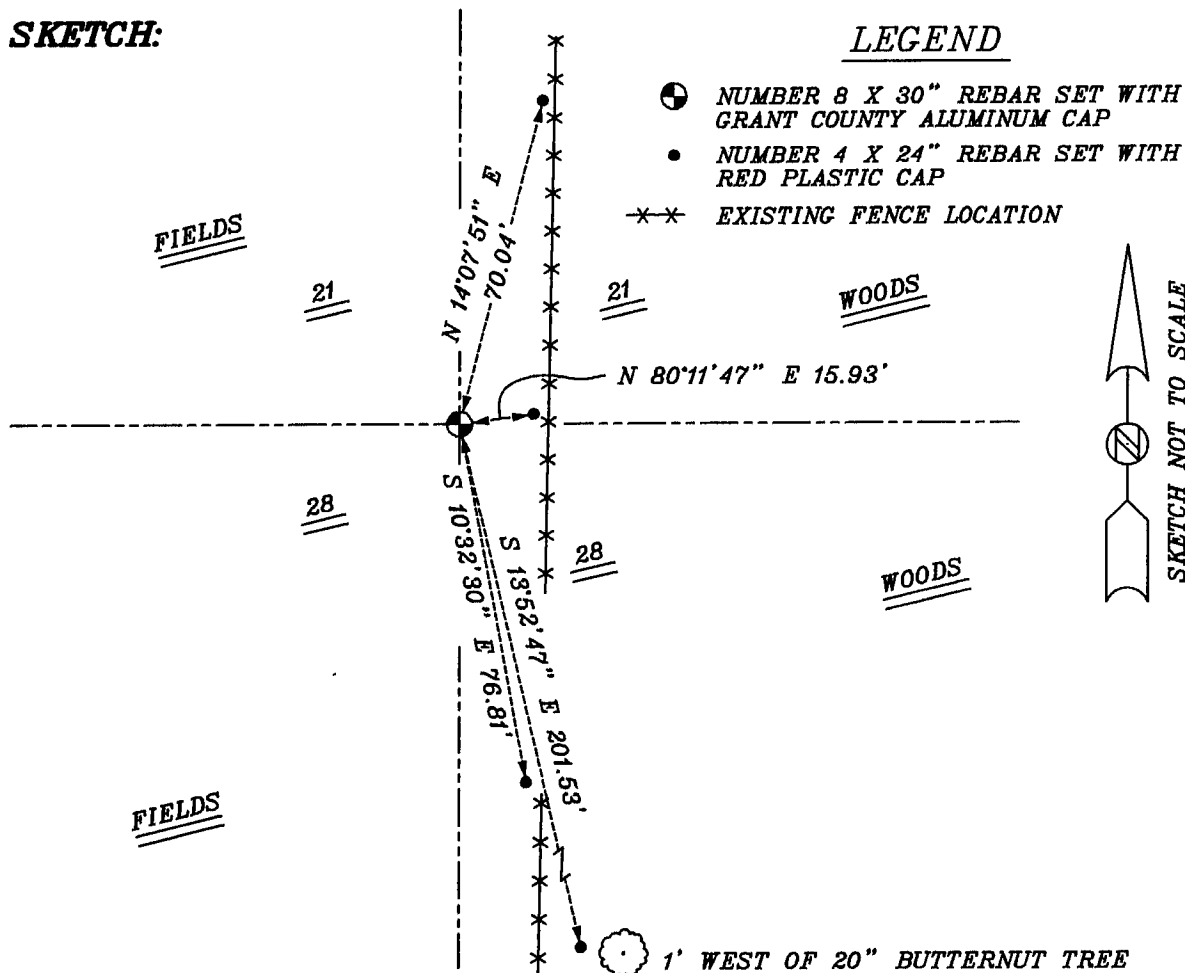 SKETCH:
LEGEND
NUMBER 8 X 30" REBAR SET WITH
GRANT COUNTY ALUMINUM CAP
NUMBER 4 X 24" REBAR SET WITH
RED PLASTIC CAP
EXISTING FENCE LOCATION
FIELDS
21
N 14°07'51" E
70.04'
21
WOODS
N 80°11'47" E 15.93'
N
SKETCH NOT TO SCALE
28
S 10°32'30" E 76.81'
S 13°52'47" E 201.53'
28
WOODS
FIELDS
1' WEST OF 20" BUTTERNUT TREE